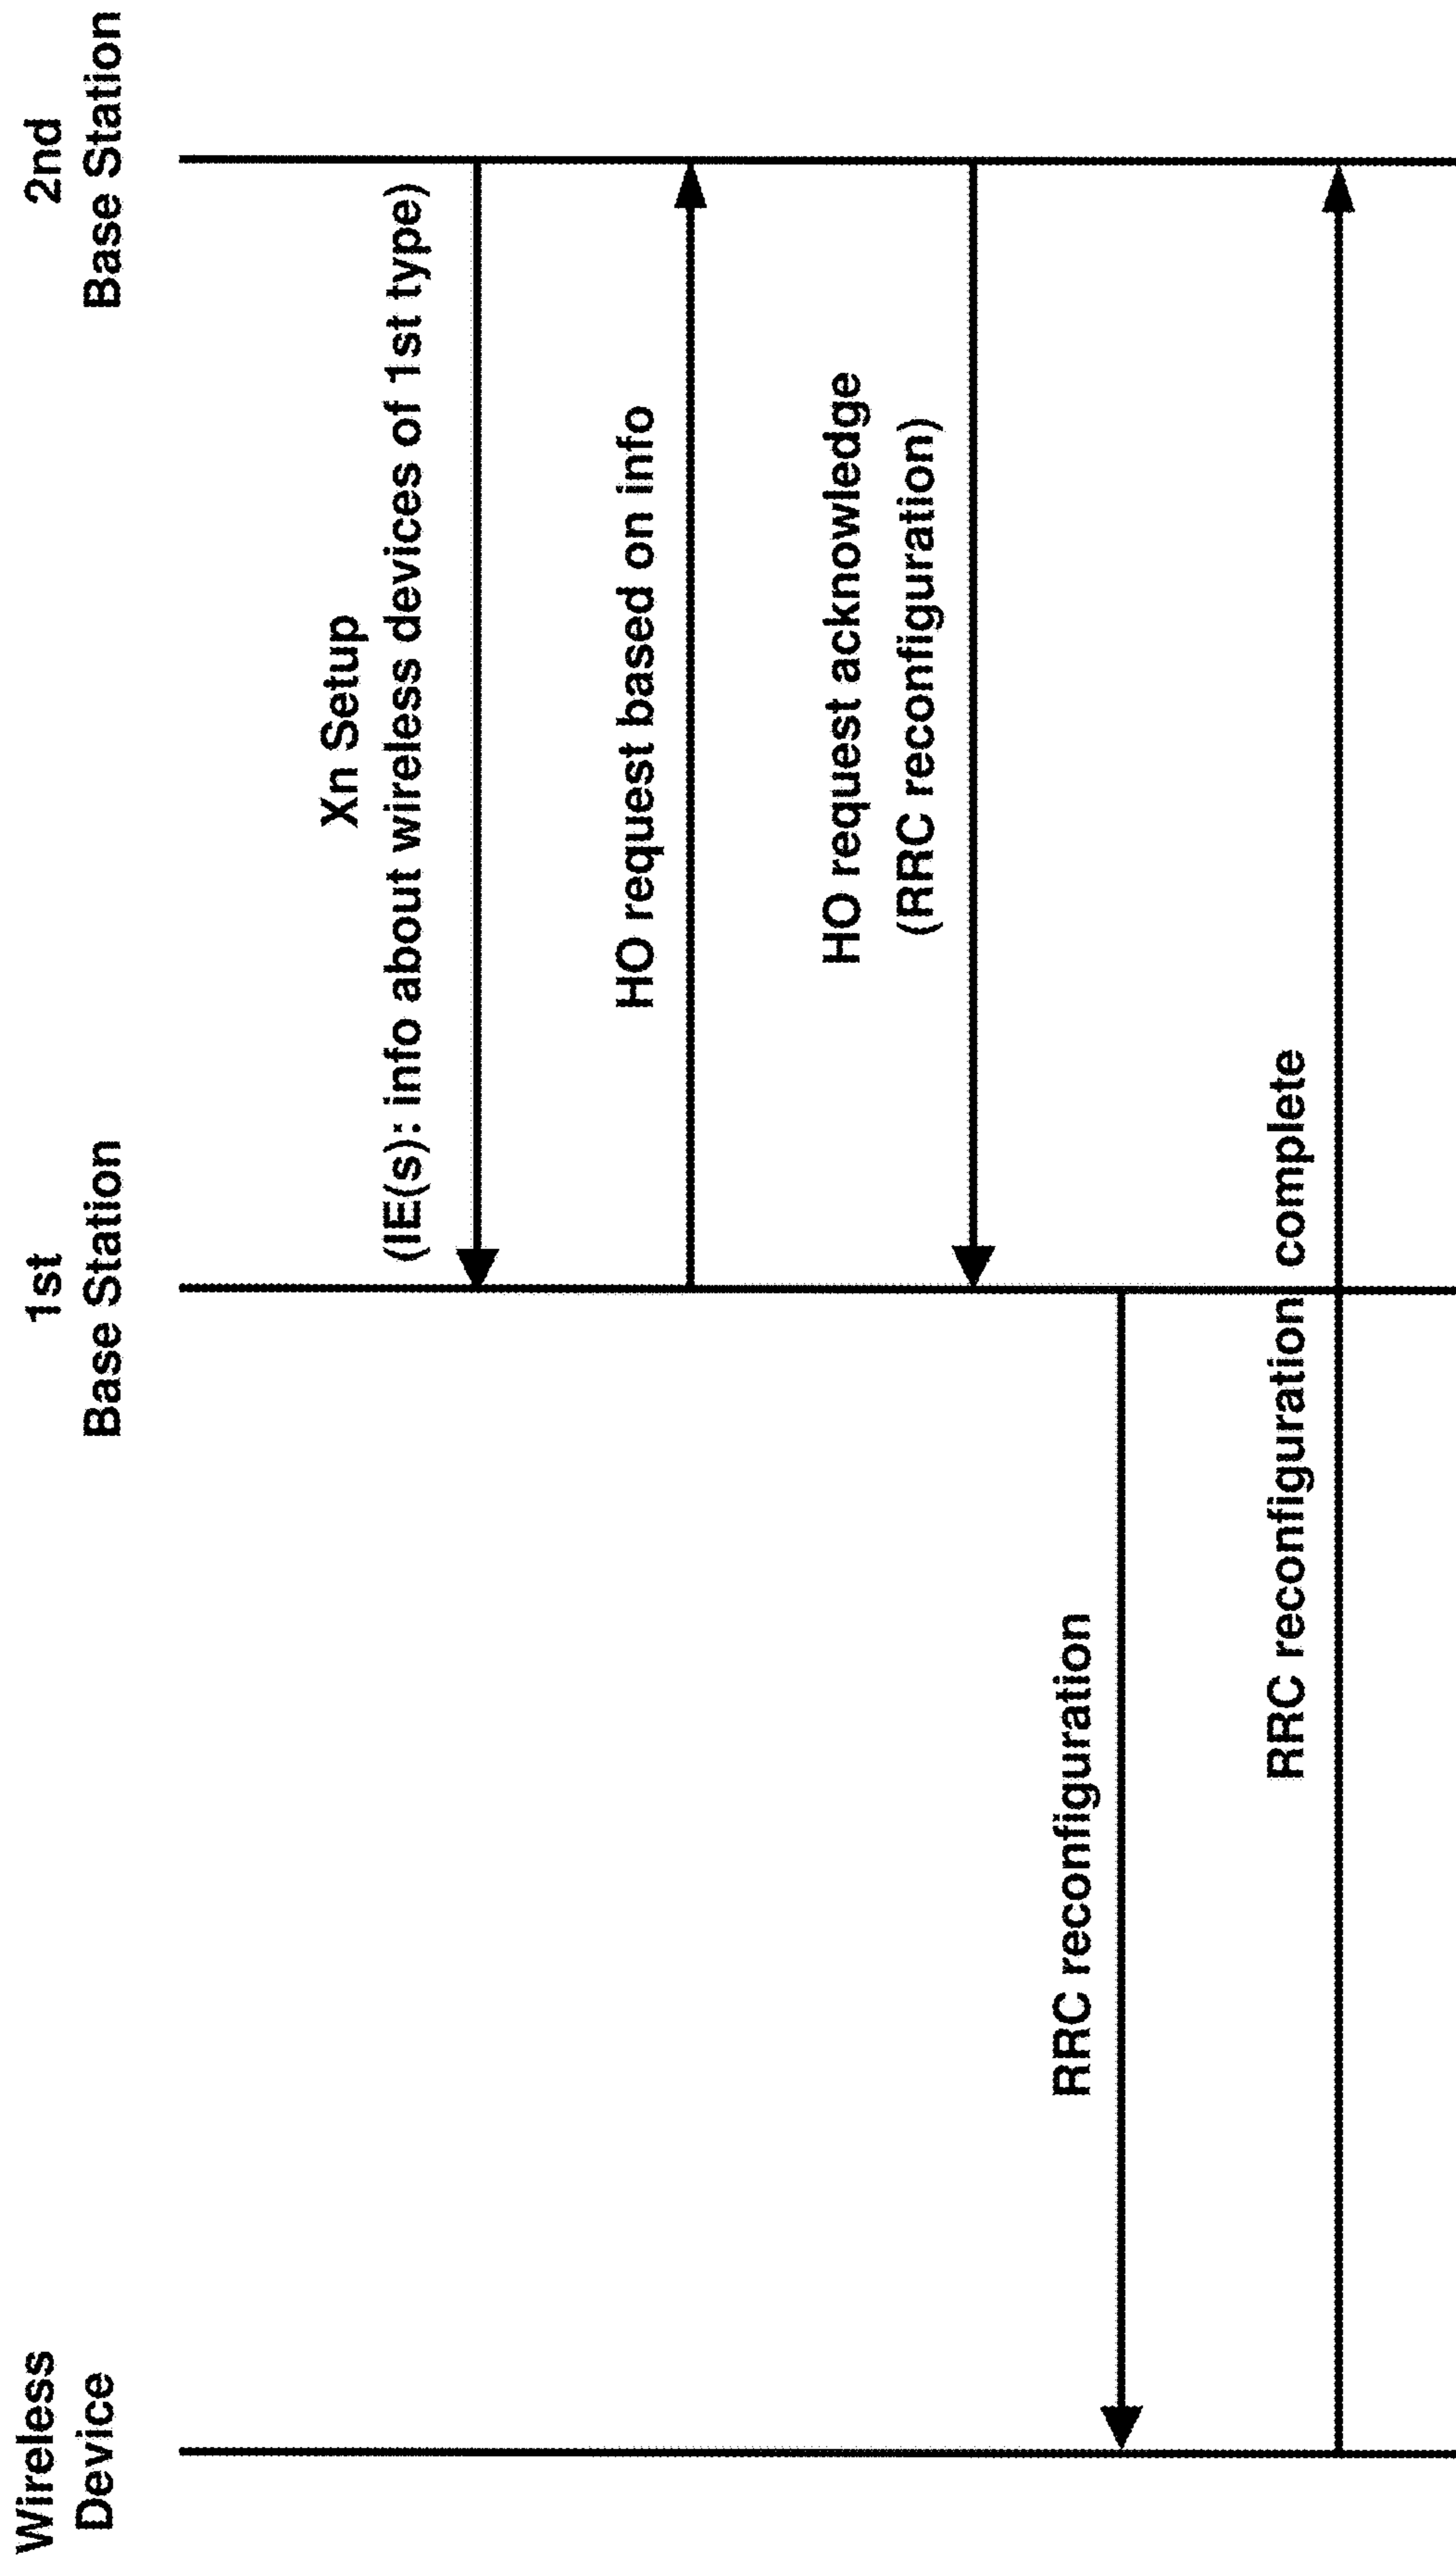 Wireless
Device
1st
Base Station
2nd
Base Station
Xn Setup
(IE(s): info about wireless devices of 1st type)
HO request based on info
HO request acknowledge
(RRC reconfiguration)
RRC reconfiguration
RRC reconfiguration complete